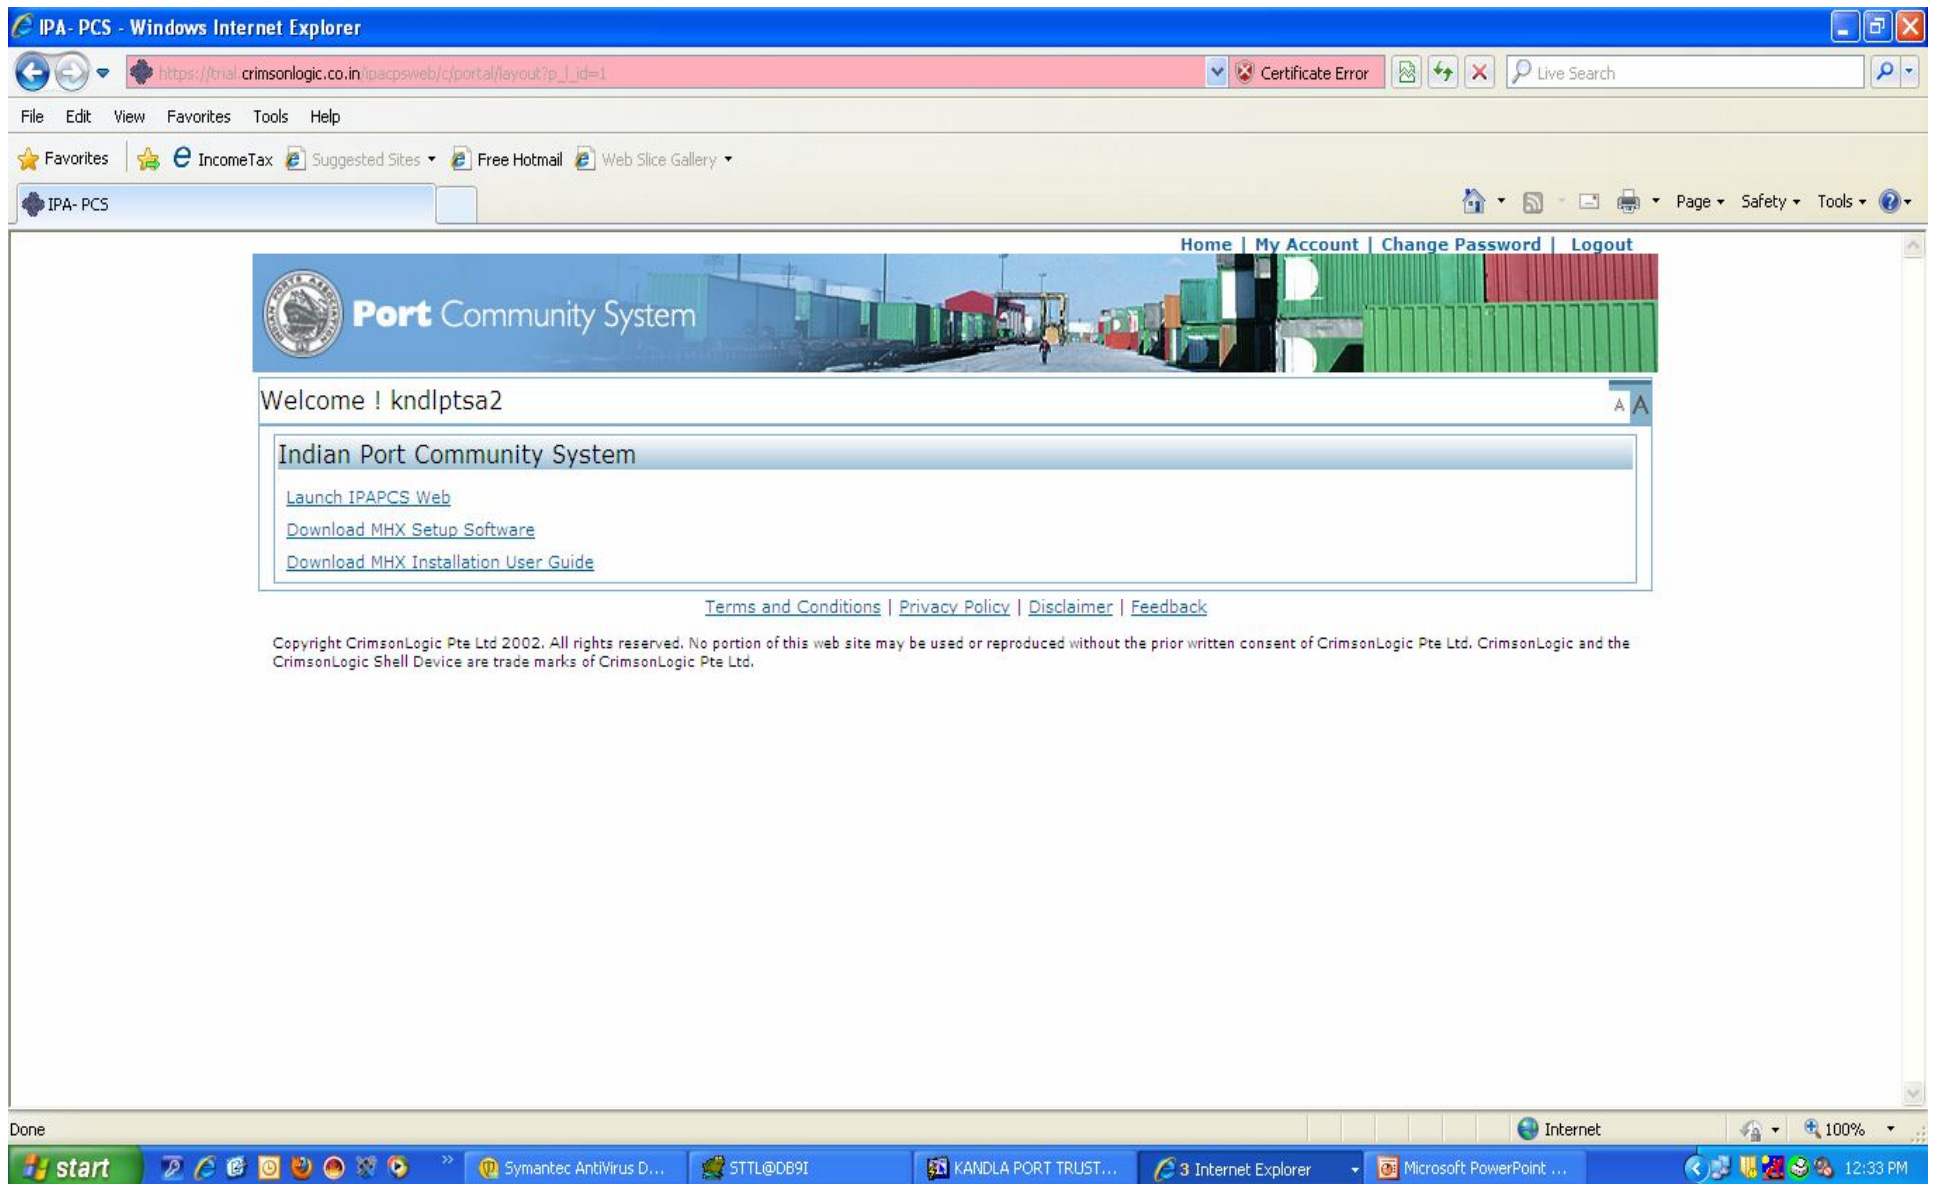 IPA- PCS - Windows Internet Explorer
https://trial.crimsonlogic.co.in/ipacpsweb/c/portal/layout?p_l_id=1 Certificate Error Live Search
File Edit View Favorites Tools Help
Favorites IncomeTax Suggested Sites Free Hotmail Web Slice Gallery
IPA- PCS Page Safety Tools
Home | My Account | Change Password | Logout
Port Community System
Welcome ! kndlptsa2 A A
Indian Port Community System
Launch IPAPCS Web
Download MHX Setup Software
Download MHX Installation User Guide
Terms and Conditions | Privacy Policy | Disclaimer | Feedback
Copyright CrimsonLogic Pte Ltd 2002. All rights reserved. No portion of this web site may be used or reproduced without the prior written consent of CrimsonLogic Pte Ltd. CrimsonLogic and the
CrimsonLogic Shell Device are trade marks of CrimsonLogic Pte Ltd.
Done Internet 100%
start Symantec AntiVirus D... STTL@DB9I KANDLA PORT TRUST... 3 Internet Explorer Microsoft PowerPoint ... 12:33 PM